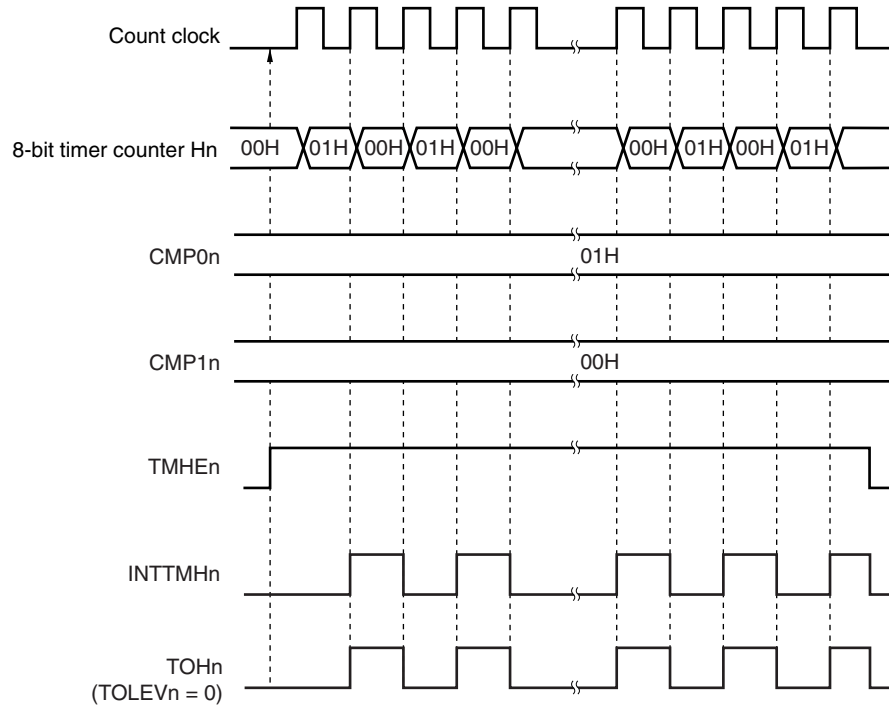 Count clock
8-bit timer counter Hn
00H 01H 00H 01H 00H 00H 01H 00H 01H
CMP0n
01H
CMP1n
00H
TMHEn
INTTMHn
TOHn
(TOLEVn = 0)